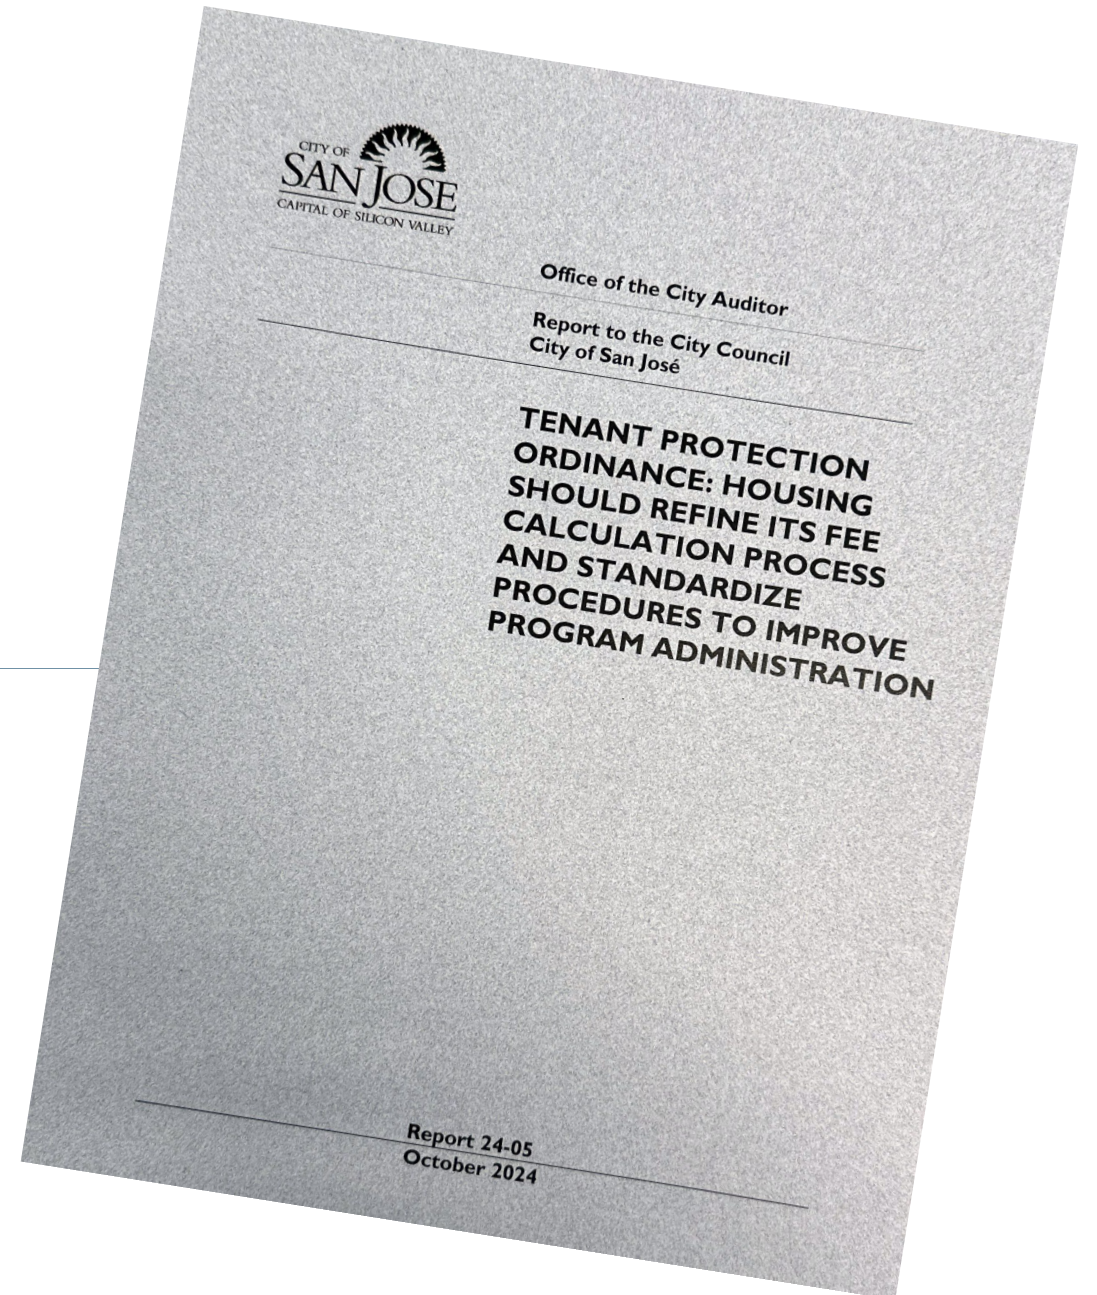 CITY OF
SAN JOSE
CAPITAL OF SILICON VALLEY
Office of the City Auditor
Report to the City Council
City of San José
TENANT PROTECTION
ORDINANCE: HOUSING
SHOULD REFINE ITS FEE
CALCULATION PROCESS
AND STANDARDIZE
PROCEDURES TO IMPROVE
PROGRAM ADMINISTRATION
Report 24-05
October 2024